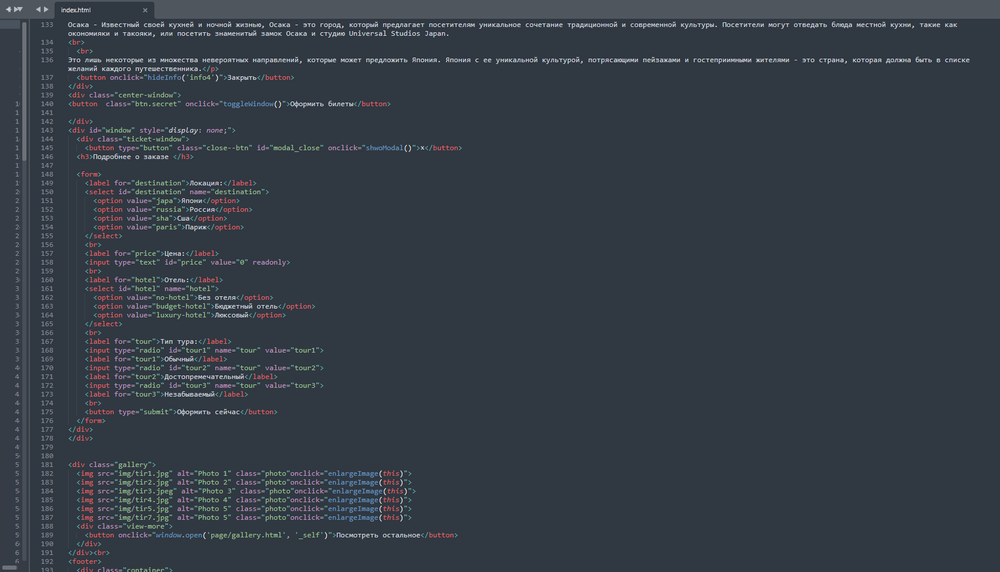 index.html ×
133 Осака - Известный своей кухней и ночной жизнью, Осака - это город, который предлагает посетителям уникальное сочетание традиционной и современной культуры. Посетители могут отведать блюда местной кухни, такие как
окономияки и такояки, или посетить знаменитый замок Осака и студию Universal Studios Japan.
134 <br>
135 <br>
136 Это лишь некоторые из множества невероятных направлений, которые может предложить Япония. Япония с ее уникальной культурой, потрясающими пейзажами и гостеприимными жителями - это страна, которая должна быть в списке
желаний каждого путешественника.</p>
137 <button onclick="hideInfo('info4')">Закрыть</button>
138 </div>
139 <div class="center-window">
140 <button  class="btn.secret" onclick="toggleWindow()">Оформить билеты</button>
141
142 </div>
143 <div id="window" style="display: none;">
144 <div class="ticket-window">
145 <button type="button" class="close--btn" id="modal_close" onclick="shwoModal()">x</button>
146 <h3>Подробнее о заказе </h3>
147
148 <form>
149 <label for="destination">Локация:</label>
150 <select id="destination" name="destination">
151 <option value="japa">Япони</option>
152 <option value="russia">Россия</option>
153 <option value="sha">Сша</option>
154 <option value="paris">Париж</option>
155 </select>
156 <br>
157 <label for="price">Цена:</label>
158 <input type="text" id="price" value="0" readonly>
159 <br>
160 <label for="hotel">Отель:</label>
161 <select id="hotel" name="hotel">
162 <option value="no-hotel">Без отеля</option>
163 <option value="budget-hotel">Бюджетный отель</option>
164 <option value="luxury-hotel">Люксовый</option>
165 </select>
166 <br>
167 <label for="tour">Тип тура:</label>
168 <input type="radio" id="tour1" name="tour" value="tour1">
169 <label for="tour1">Обычный</label>
170 <input type="radio" id="tour2" name="tour" value="tour2">
171 <label for="tour2">Достопремечательный</label>
172 <input type="radio" id="tour3" name="tour" value="tour3">
173 <label for="tour3">Незабываемый</label>
174 <br>
175 <button type="submit">Оформить сейчас</button>
176 </form>
177 </div>
178 </div>
179
180
181 <div class="gallery">
182 <img src="img/tir1.jpg" alt="Photo 1" class="photo"onclick="enlargeImage(this)">
183 <img src="img/tir2.jpg" alt="Photo 2" class="photo"onclick="enlargeImage(this)">
184 <img src="img/tir3.jpeg" alt="Photo 3" class="photo"onclick="enlargeImage(this)">
185 <img src="img/tir4.jpg" alt="Photo 4" class="photo"onclick="enlargeImage(this)">
186 <img src="img/tir5.jpg" alt="Photo 5" class="photo"onclick="enlargeImage(this)">
187 <img src="img/tir7.jpg" alt="Photo 5" class="photo"onclick="enlargeImage(this)">
188 <div class="view-more">
189 <button onclick="window.open('page/gallery.html', '_self')">Посмотреть остальное</button>
190 </div>
191 </div><br>
192 <footer>
193 <div class="container">